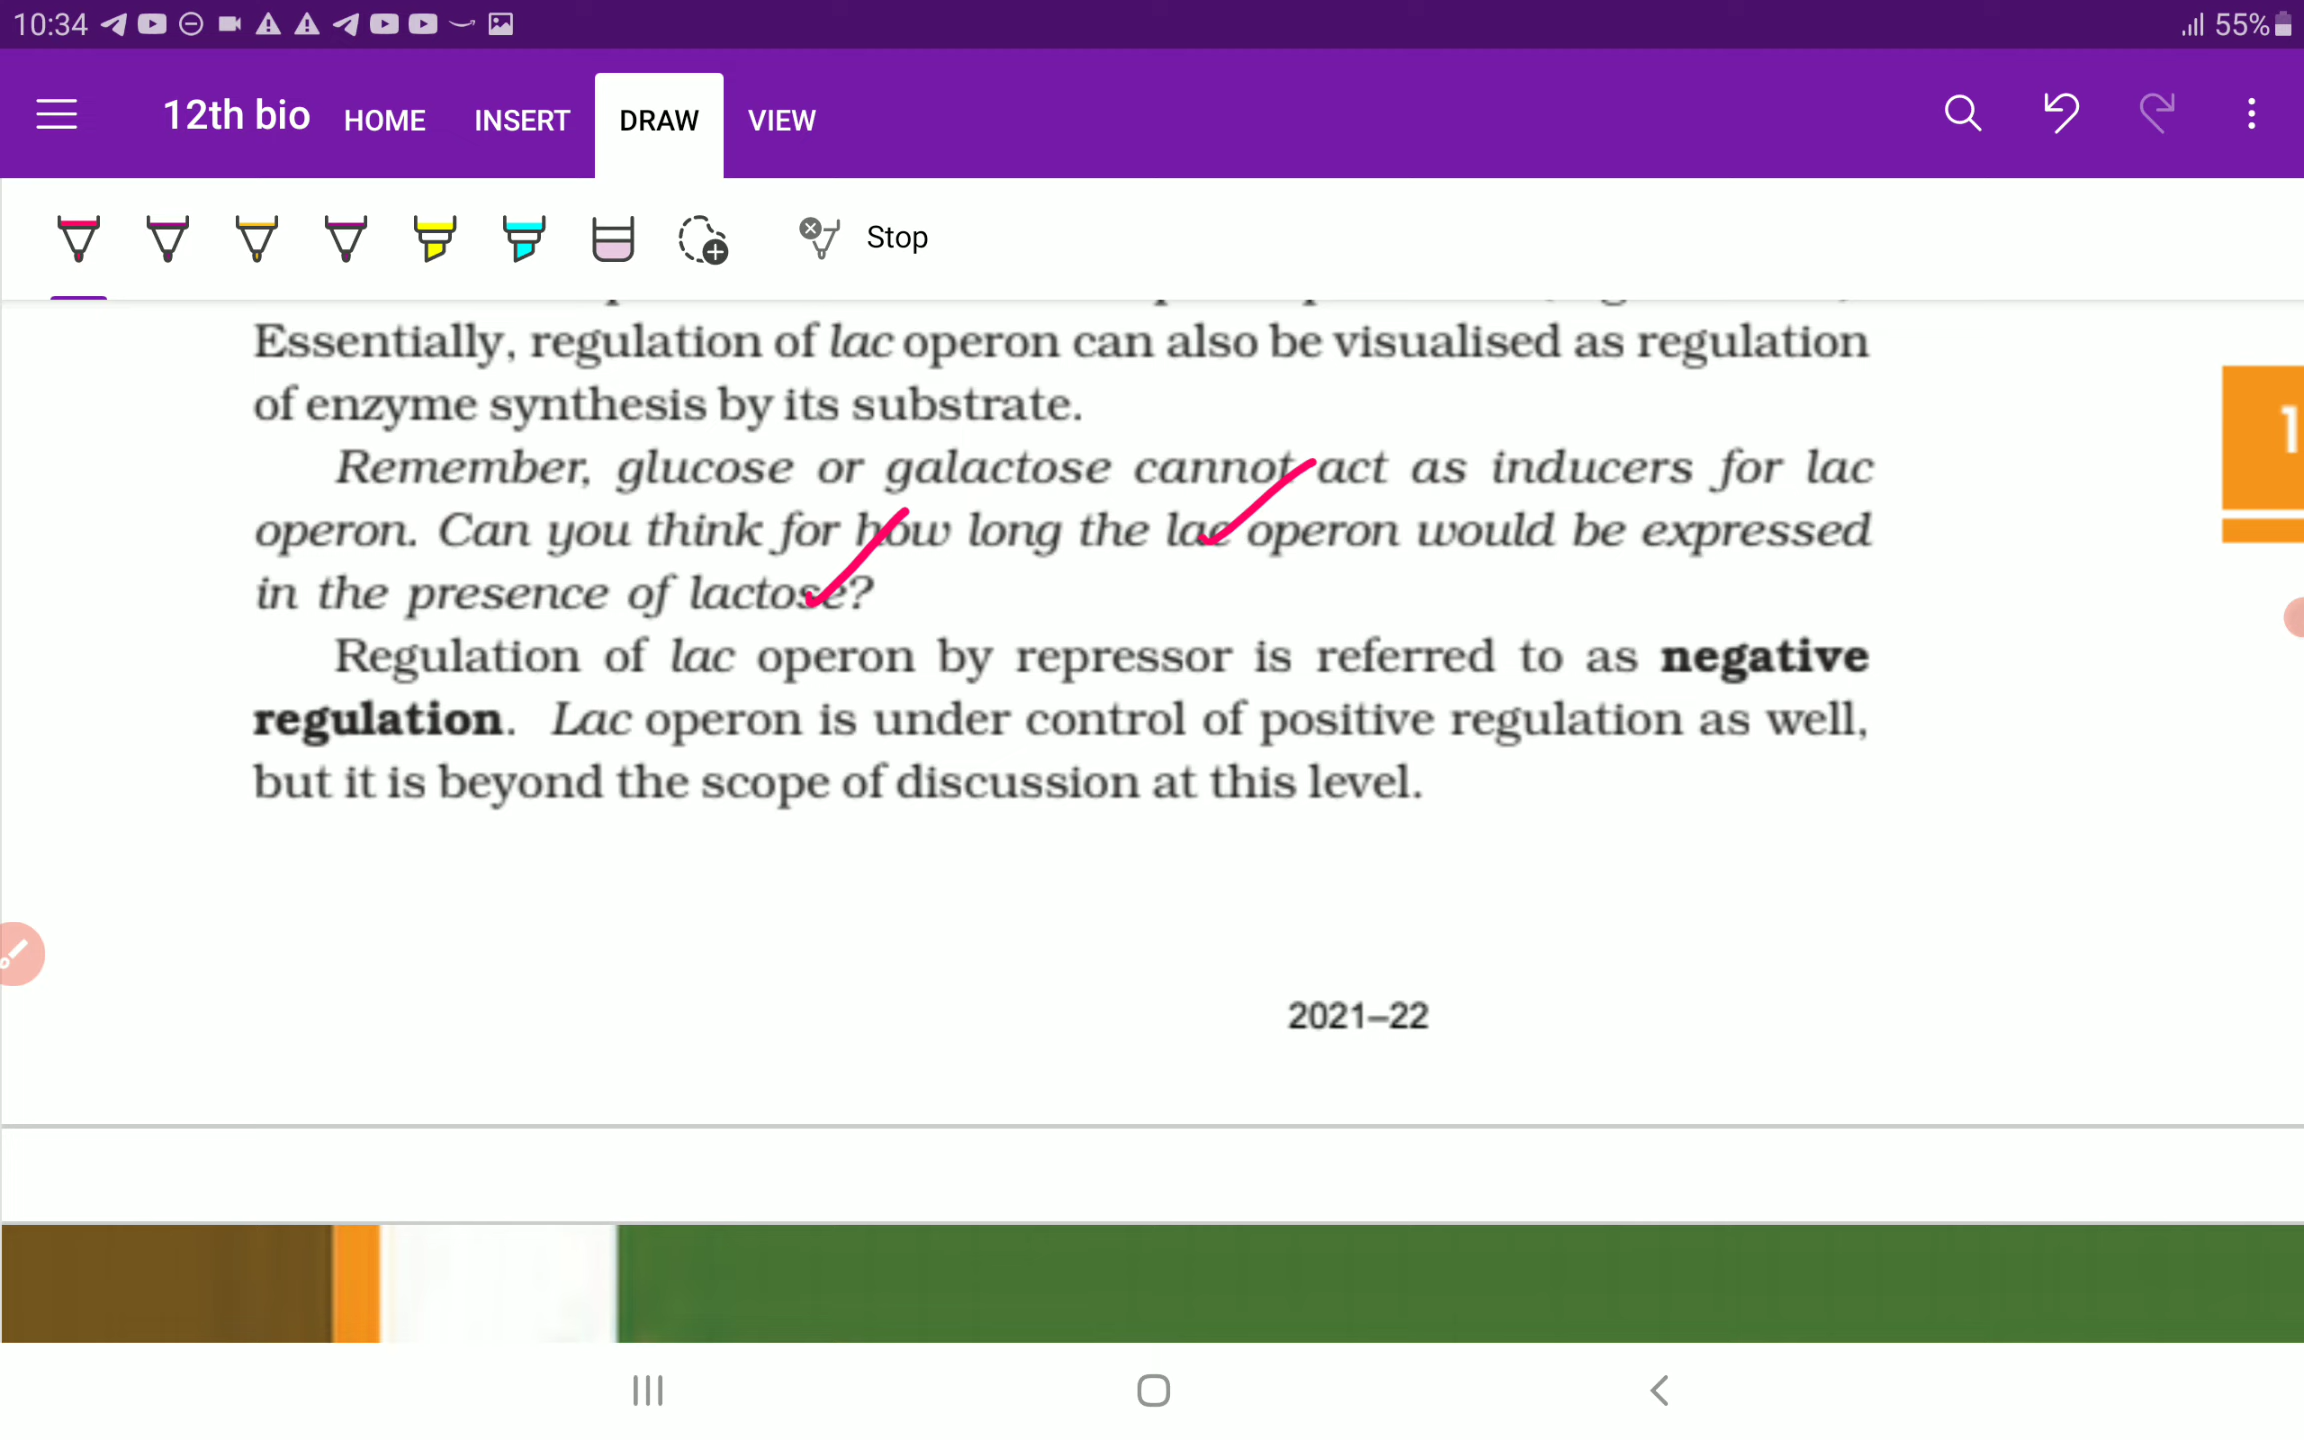 10:34 55%
12th bio HOME INSERT DRAW VIEW
Stop
Essentially, regulation of lac operon can also be visualised as regulation
of enzyme synthesis by its substrate.
Remember, glucose or galactose cannot act as inducers for lac
operon. Can you think for how long the lac operon would be expressed
in the presence of lactose?
Regulation of lac operon by repressor is referred to as negative
regulation. Lac operon is under control of positive regulation as well,
but it is beyond the scope of discussion at this level.
1
2021–22